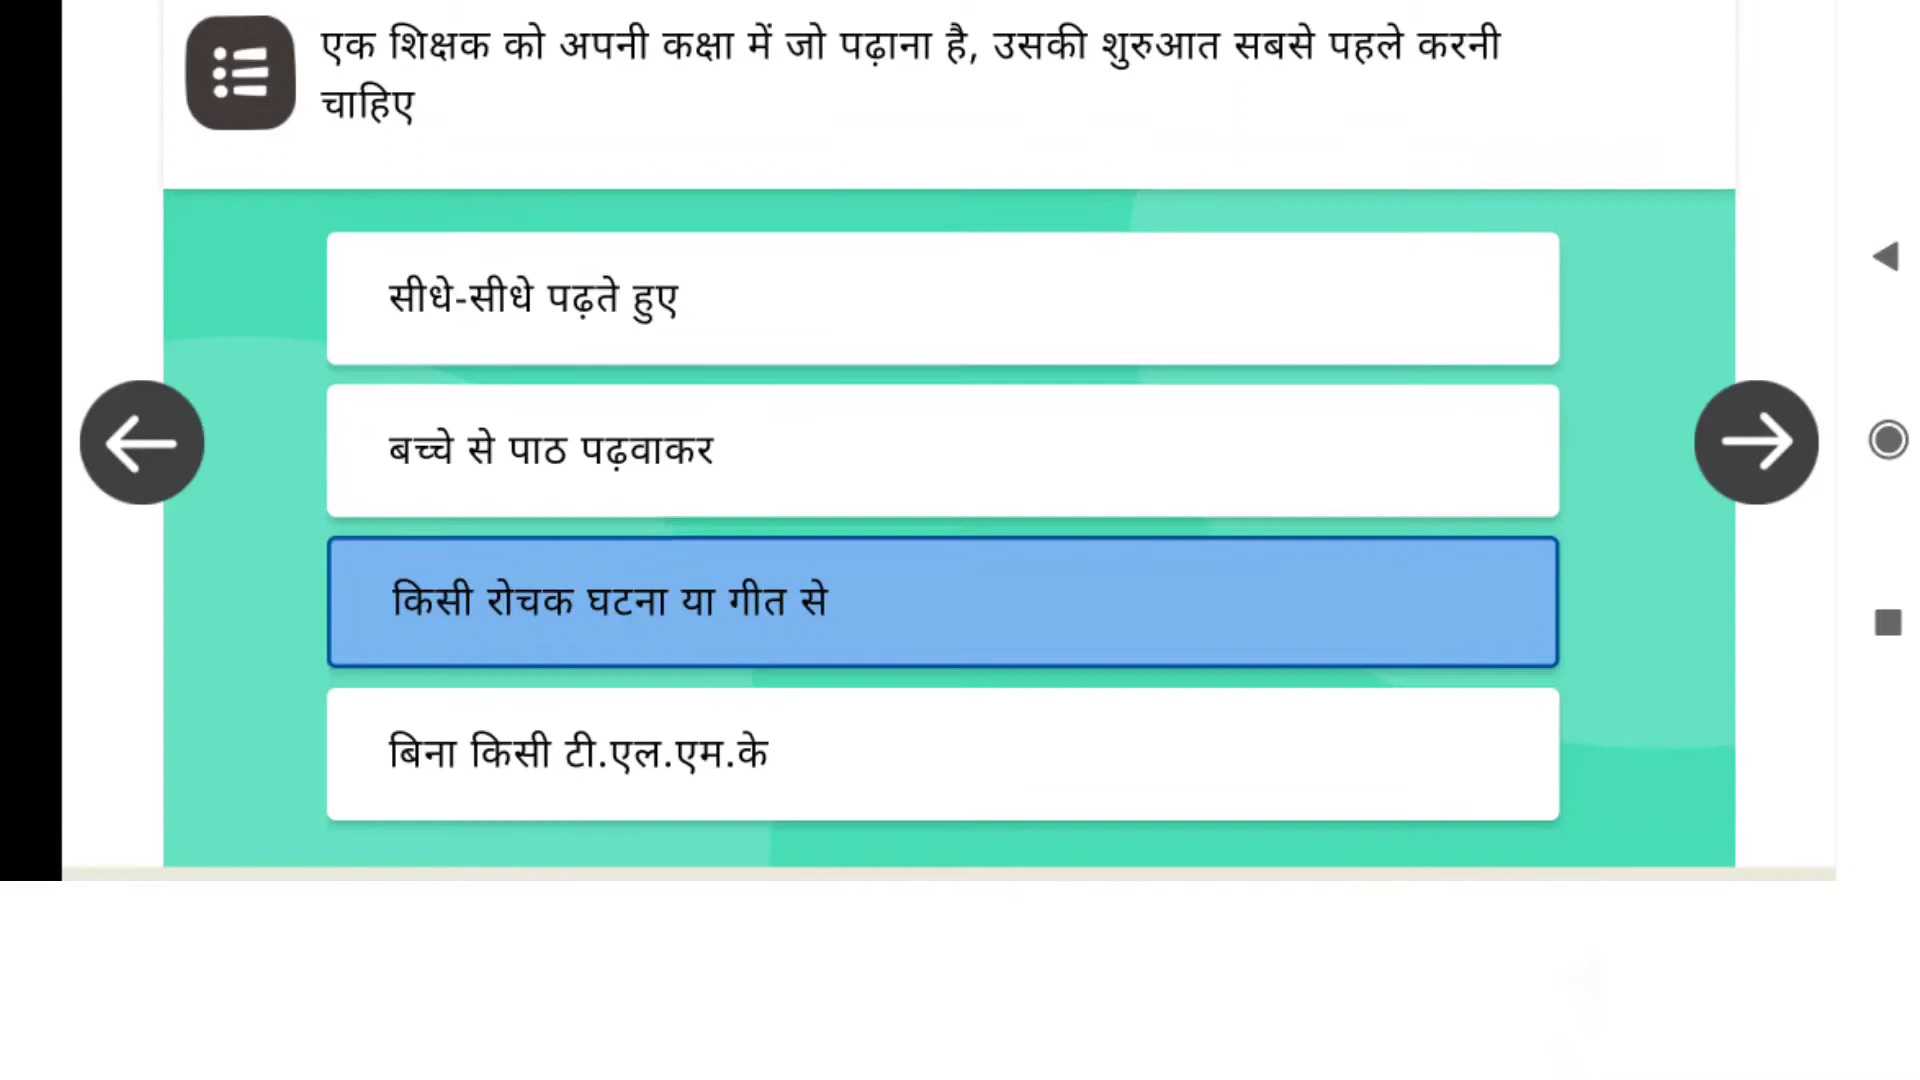 एक शिक्षक को अपनी कक्षा में जो पढ़ाना है, उसकी शुरुआत सबसे पहले करनी
चाहिए
सीधे-सीधे पढ़ते हुए
बच्चे से पाठ पढ़वाकर
किसी रोचक घटना या गीत से
बिना किसी टी.एल.एम.के